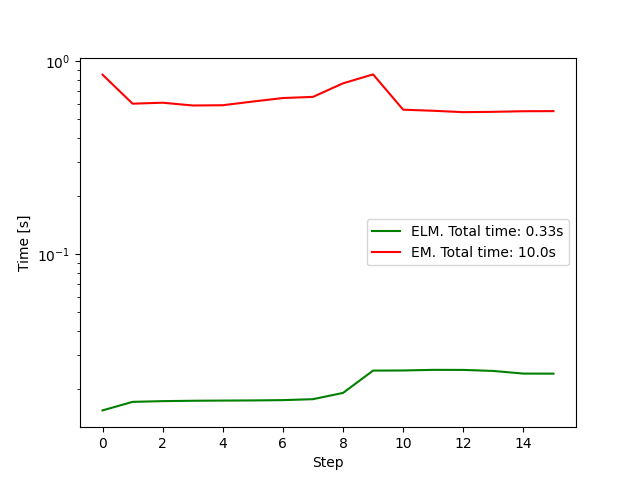 10⁰
10⁻¹
Time [s]
ELM. Total time: 0.33s
EM. Total time: 10.0s
0 2 4 6 8 10 12 14
Step